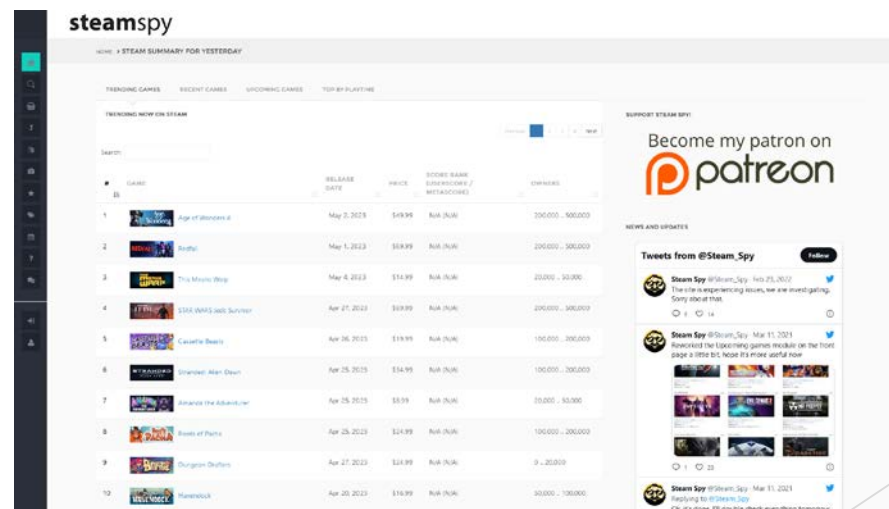 steamspy
HOME › STEAM SUMMARY FOR YESTERDAY
TRENDING GAMES RECENT GAMES UPCOMING GAMES TOP BY PLAYTIME
TRENDING NOW ON STEAM
Next
Search:
# GAME RELEASE DATE PRICE SCORE RANK (USERSCORE / METASCORE) OWNERS
1 Age of Wonders 4 May 2, 2023 $49.99 N/A (N/A) 200,000 .. 500,000
2 Redfall May 1, 2023 $69.99 N/A (N/A) 200,000 .. 500,000
3 This Means Warp May 4, 2023 N/A (N/A) 20,000 .. 50,000
4 STAR WARS Jedi: Survivor Apr 27, 2023 $69.99 N/A (N/A) 200,000 .. 500,000
5 Cassette Beasts Apr 26, 2023 $19.99 N/A (N/A) 100,000 .. 200,000
6 Stranded: Alien Dawn Apr 25, 2023 $34.99 N/A (N/A) 100,000 .. 200,000
7 Amanda the Adventurer Apr 25, 2023 N/A (N/A) 20,000 .. 50,000
8 Roots of Pacha Apr 25, 2023 $24.99 N/A (N/A) 100,000 .. 200,000
9 Dungeon Drafters Apr 27, 2023 $24.99 N/A (N/A) 0 .. 20,000
10 Havendock Apr 20, 2023 N/A (N/A) 50,000 .. 100,000
SUPPORT STEAM SPY!
Become my patron on
patreon
NEWS AND UPDATES
Tweets from @Steam_Spy Follow
Steam Spy @Steam_Spy · Feb 25, 2022
The site is experiencing issues, we are investigating.
Sorry about that.
Steam Spy @Steam_Spy · Mar 11, 2021
Reworked the Upcoming games module on the front
page a little bit, hope it's more useful now
1 23
Steam Spy @Steam_Spy · Mar 11, 2021
Replying to @Steam_Spy